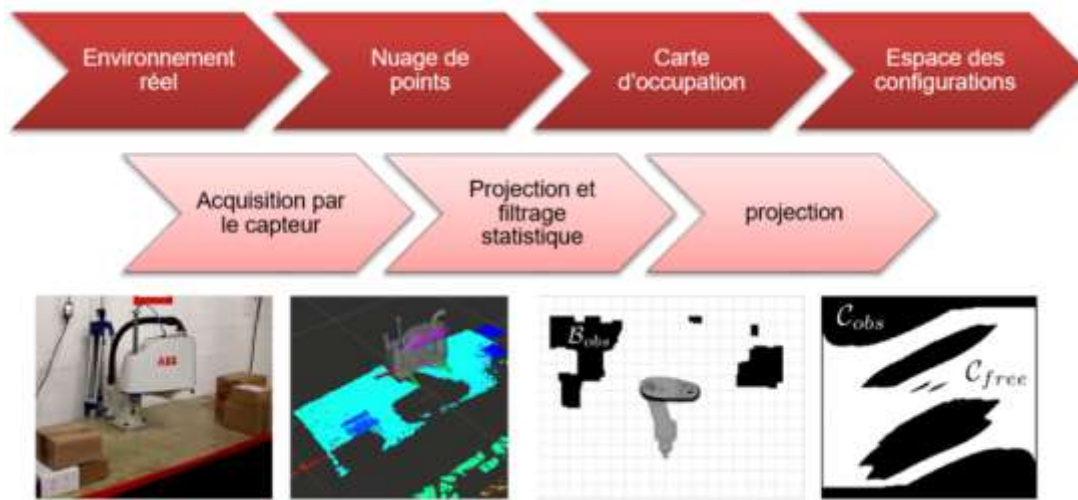 Environnement
réel
Nuage de
points
Carte
d'occupation
Espace des
configurations
Acquisition par
le capteur
Projection et
filtrage
statistique
projection
ABB
B_obs
C_obs
C_free